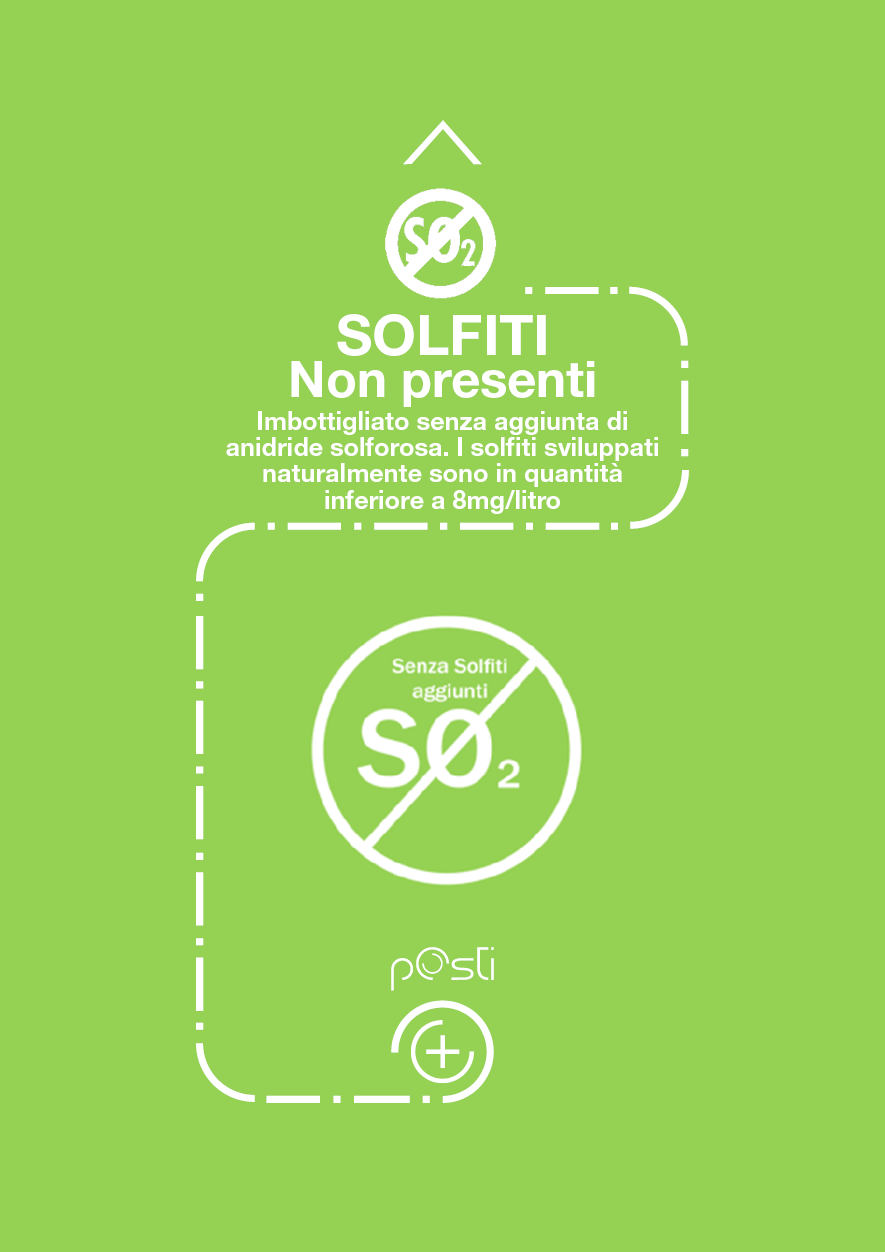 SO2
SOLFITI
Non presenti
Imbottigliato senza aggiunta di
anidride solforosa. I solfiti sviluppati
naturalmente sono in quantità
inferiore a 8mg/litro
Senza Solfiti
aggiunti
SO2
posti